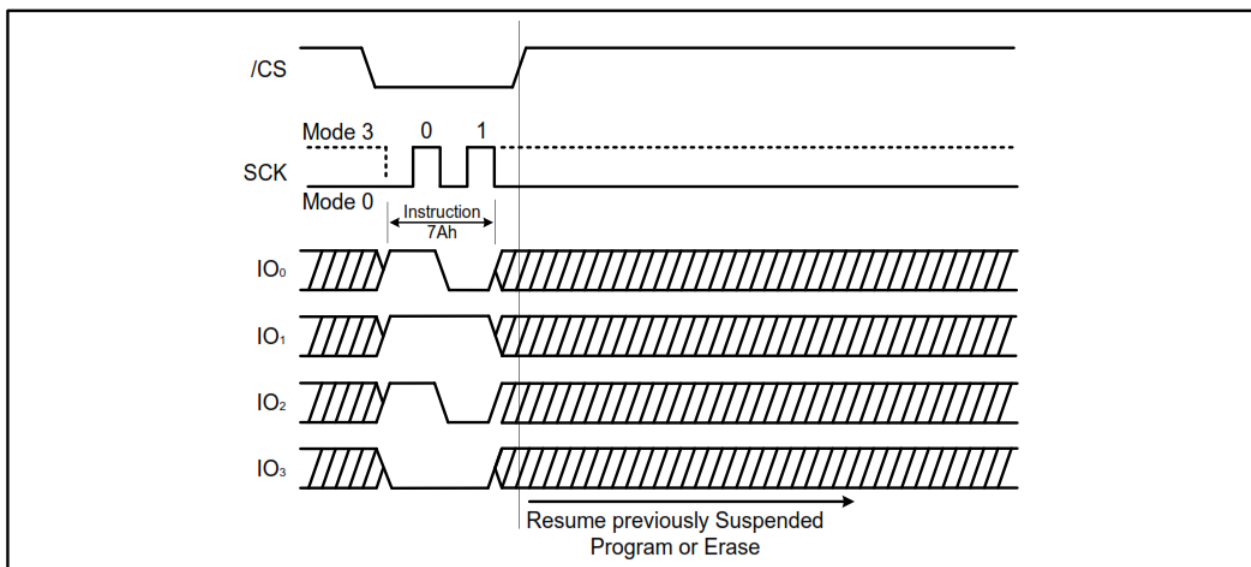 /CS
Mode 3 0 1
SCK
Mode 0
Instruction
7Ah
IO₀
IO₁
IO₂
IO₃
Resume previously Suspended
Program or Erase